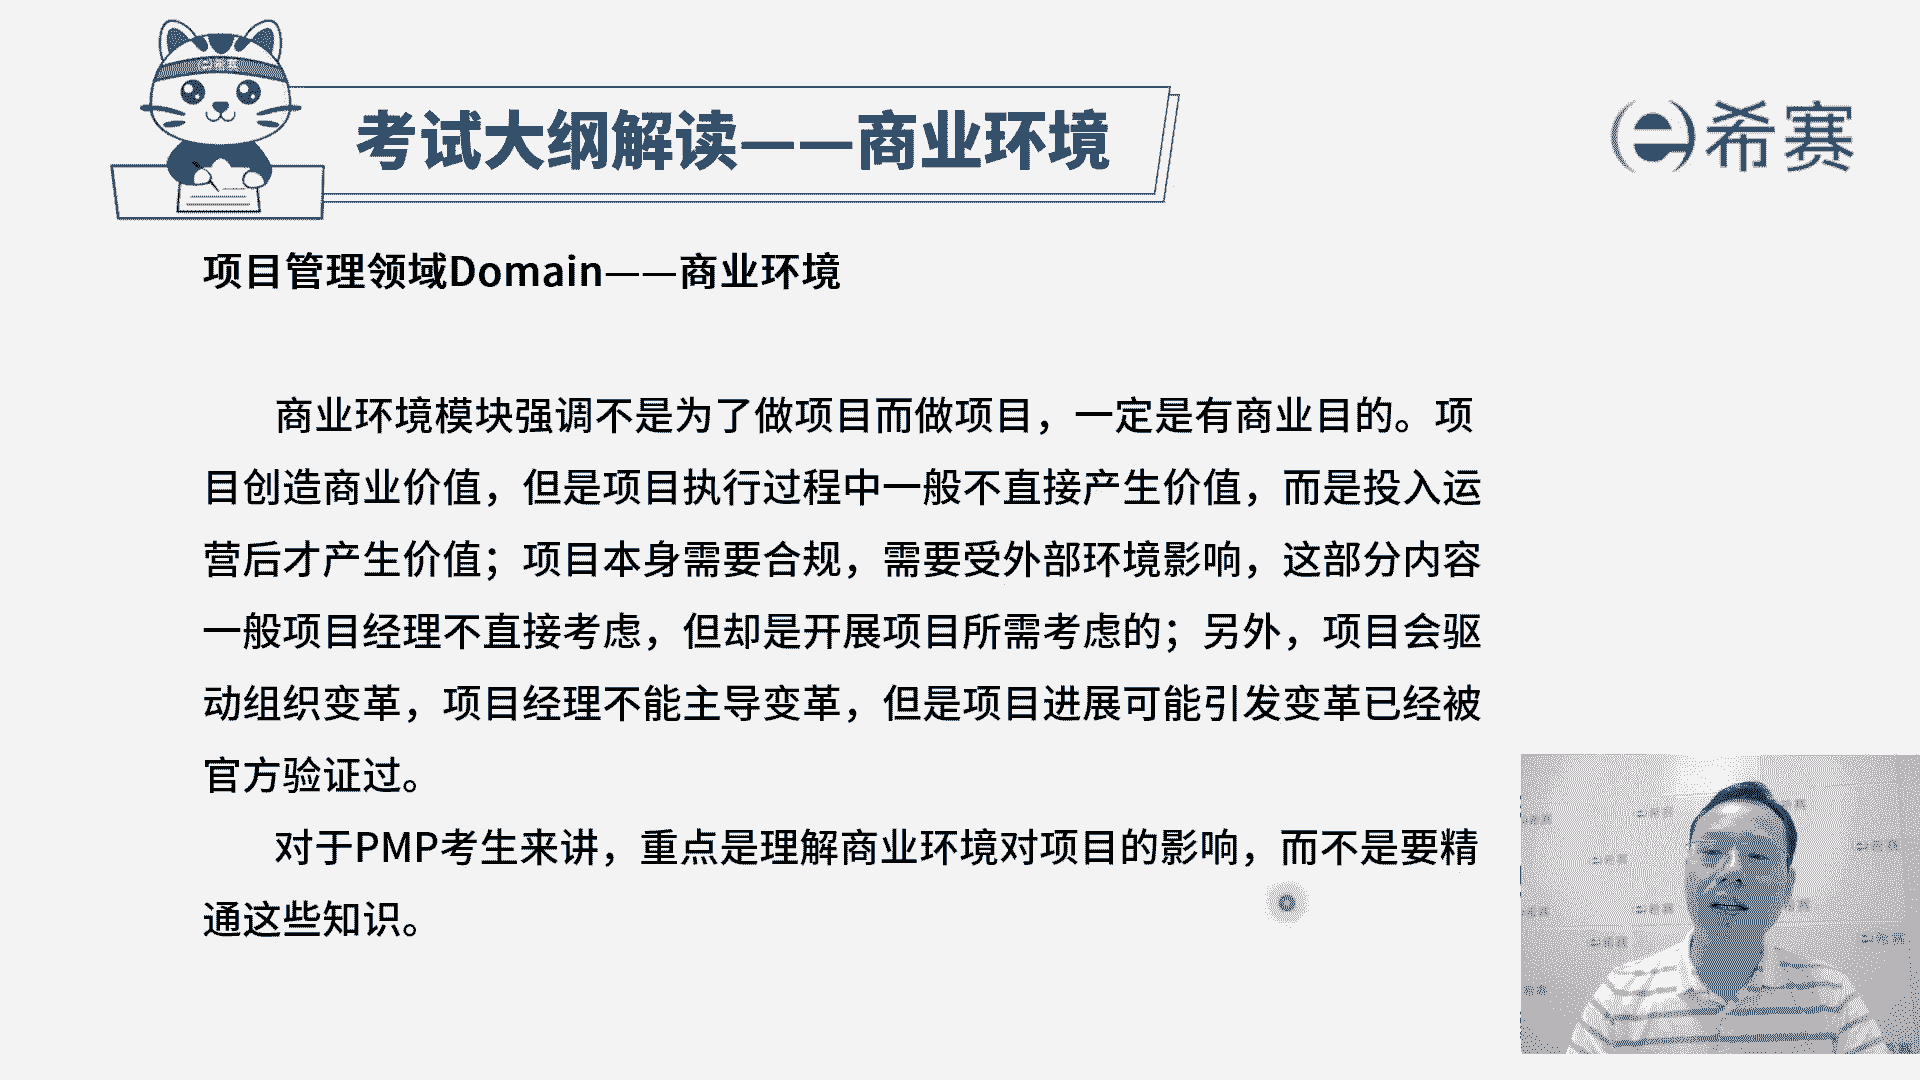 希赛
考试大纲解读——商业环境
希赛
项目管理领域Domain——商业环境
商业环境模块强调不是为了做项目而做项目，一定是有商业目的。项
目创造商业价值，但是项目执行过程中一般不直接产生价值，而是投入运
营后才产生价值；项目本身需要合规，需要受外部环境影响，这部分内容
一般项目经理不直接考虑，但却是开展项目所需考虑的；另外，项目会驱
动组织变革，项目经理不能主导变革，但是项目进展可能引发变革已经被
官方验证过。
对于PMP考生来讲，重点是理解商业环境对项目的影响，而不是要精
通这些知识。